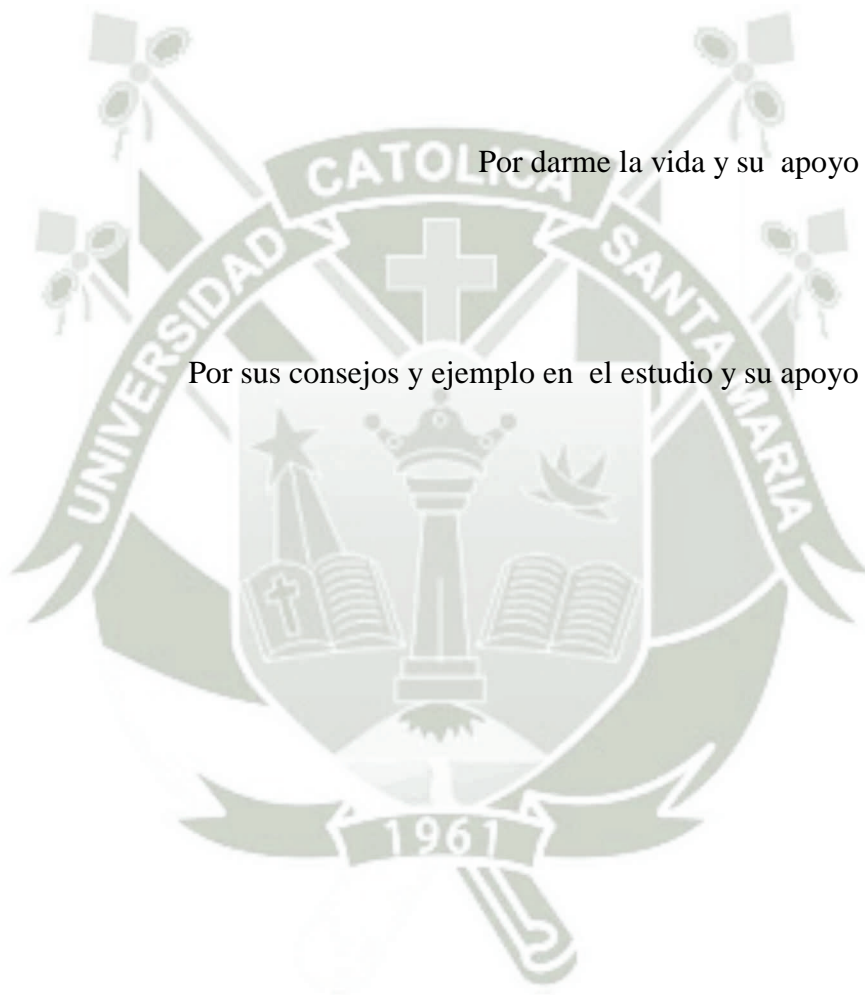 Por darme la vida y su apoyo
Por sus consejos y ejemplo en el estudio y su apoyo
UNIVERSIDAD CATOLICA SANTA MARIA
1961